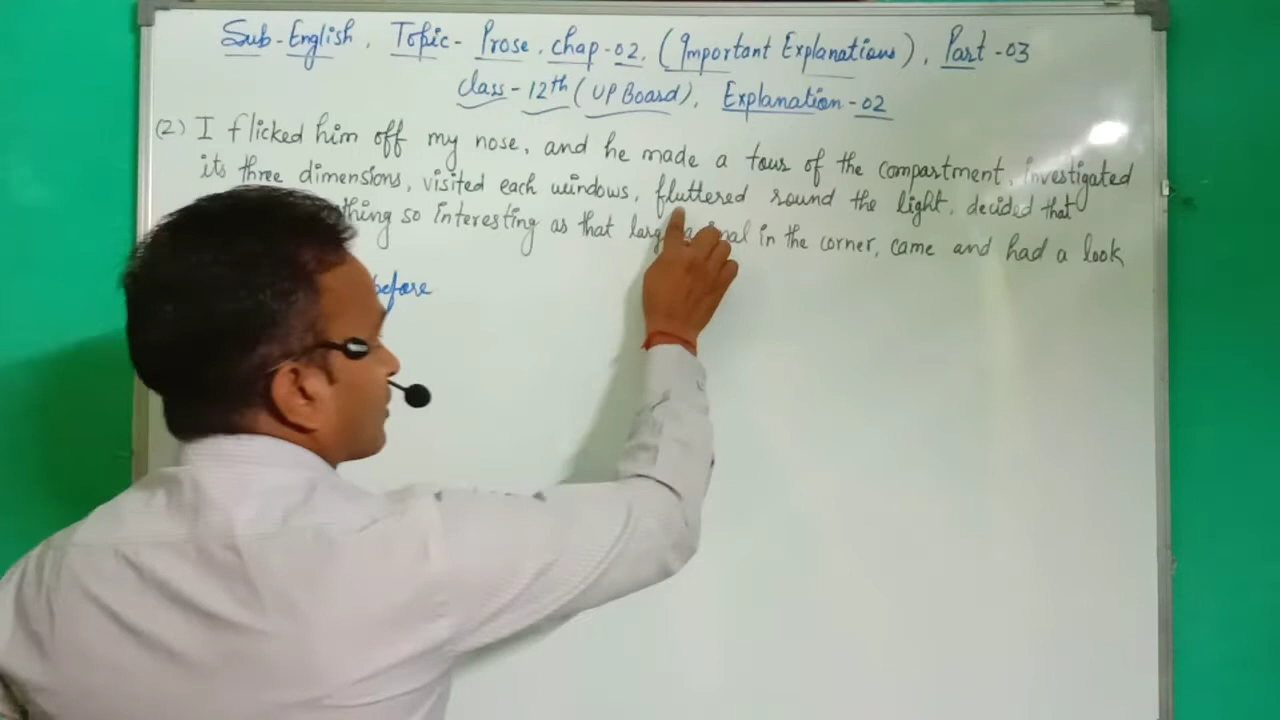 Sub-English, Topic- Prose, chap-02, (Important Explanations), Part-03
Class-12th (UP Board), Explanation-02
(2) I flicked him off my nose, and he made a tour of the compartment, investigated
its three dimensions, visited each windows, fluttered round the light, decided that
thing so interesting as that large in the corner, came and had a look
before